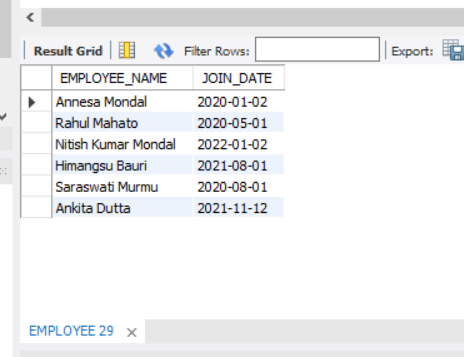 Result Grid Filter Rows: Export:
EMPLOYEE_NAME JOIN_DATE
Annesa Mondal 2020-01-02
Rahul Mahato 2020-05-01
Nitish Kumar Mondal 2022-01-02
Himangsu Bauri 2021-08-01
Saraswati Murmu 2020-08-01
Ankita Dutta 2021-11-12
EMPLOYEE 29